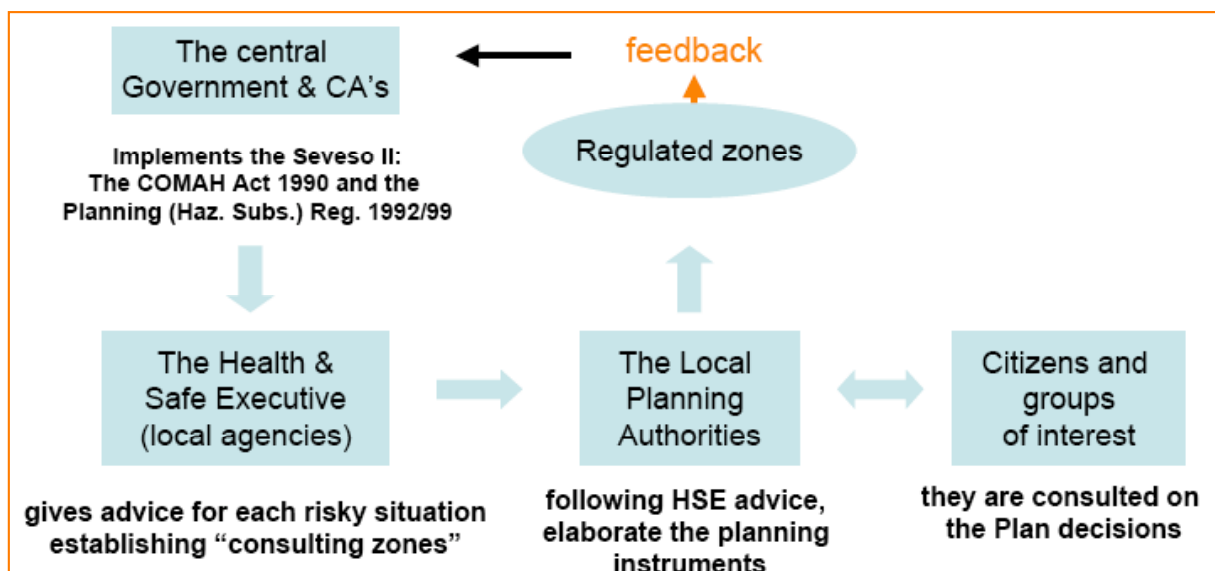 The central
Government & CA's
feedback
Regulated zones
Implements the Seveso II:
The COMAH Act 1990 and the
Planning (Haz. Subs.) Reg. 1992/99
The Health &
Safe Executive
(local agencies)
The Local
Planning
Authorities
Citizens and
groups
of interest
gives advice for each risky situation
establishing “consulting zones”
following HSE advice,
elaborate the planning
instruments
they are consulted on
the Plan decisions